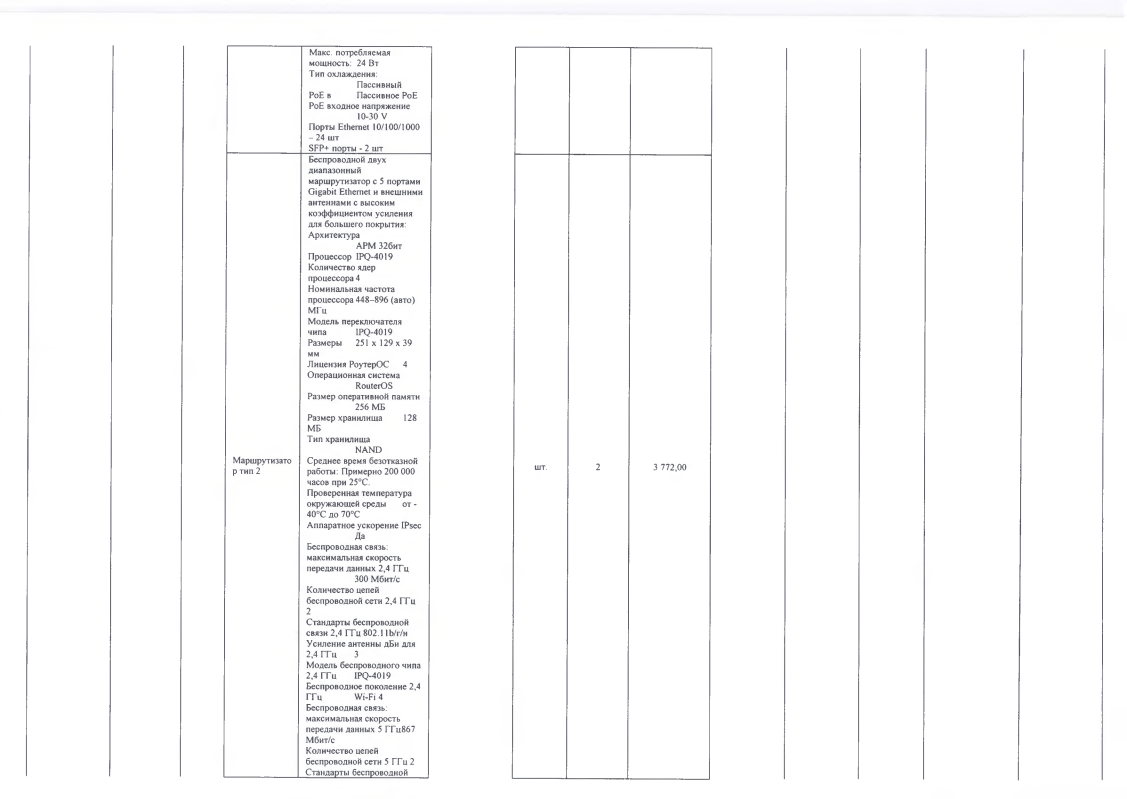 Макс. потребляемая
мощность: 24 Вт
Тип охлаждения:
Пассивный
PoE в Пассивное PoE
PoE входное напряжение
10-30 V
Порты Ethernet 10/100/1000
– 24 шт
SFP+ порты - 2 шт
Маршрутизато
р тип 2
Беспроводной двух
диапазонный
маршрутизатор с 5 портами
Gigabit Ethernet и внешними
антеннами с высоким
коэффициентом усиления
для большего покрытия:
Архитектура
АРМ 32бит
Процессор IPQ-4019
Количество ядер
процессора 4
Номинальная частота
процессора 448–896 (авто)
МГц
Модель переключателя
чипа IPQ-4019
Размеры 251 x 129 x 39
мм
Лицензия РоутерОС 4
Операционная система
RouterOS
Размер оперативной памяти
256 МБ
Размер хранилища 128
МБ
Тип хранилища
NAND
Среднее время безотказной
работы: Примерно 200 000
часов при 25°C.
Проверенная температура
окружающей среды от -
40°C до 70°C
Аппаратное ускорение IPsec
Да
Беспроводная связь:
максимальная скорость
передачи данных 2,4 ГГц
300 Мбит/с
Количество цепей
беспроводной сети 2,4 ГГц
2
Стандарты беспроводной
связи 2,4 ГГц 802.11b/г/н
Усиление антенны дБи для
2,4 ГГц 3
Модель беспроводного чипа
2,4 ГГц IPQ-4019
Беспроводное поколение 2,4
ГГц Wi-Fi 4
Беспроводная связь:
максимальная скорость
передачи данных 5 ГГц867
Мбит/с
Количество цепей
беспроводной сети 5 ГГц 2
Стандарты беспроводной
шт.
2
3 772,00